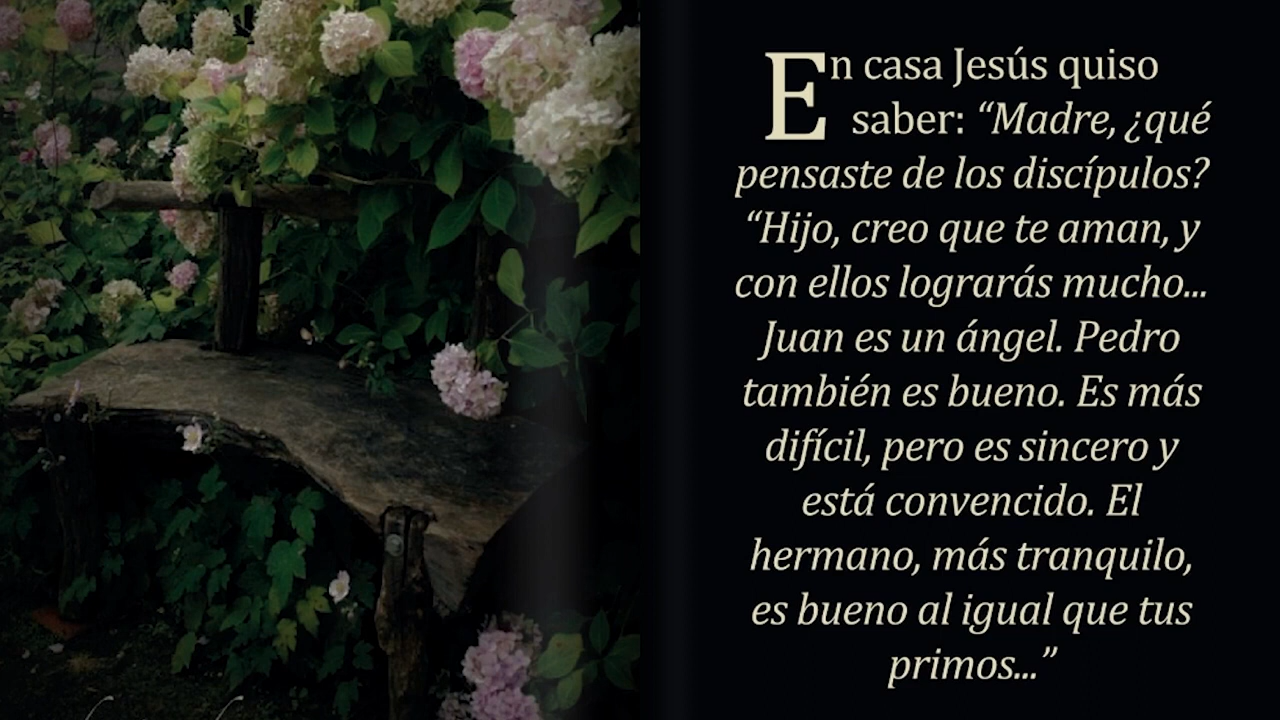 En casa Jesús quiso
saber: “Madre, ¿qué
pensaste de los discípulos?
“Hijo, creo que te aman, y
con ellos lograrás mucho...
Juan es un ángel. Pedro
también es bueno. Es más
difícil, pero es sincero y
está convencido. El
hermano, más tranquilo,
es bueno al igual que tus
primos...”